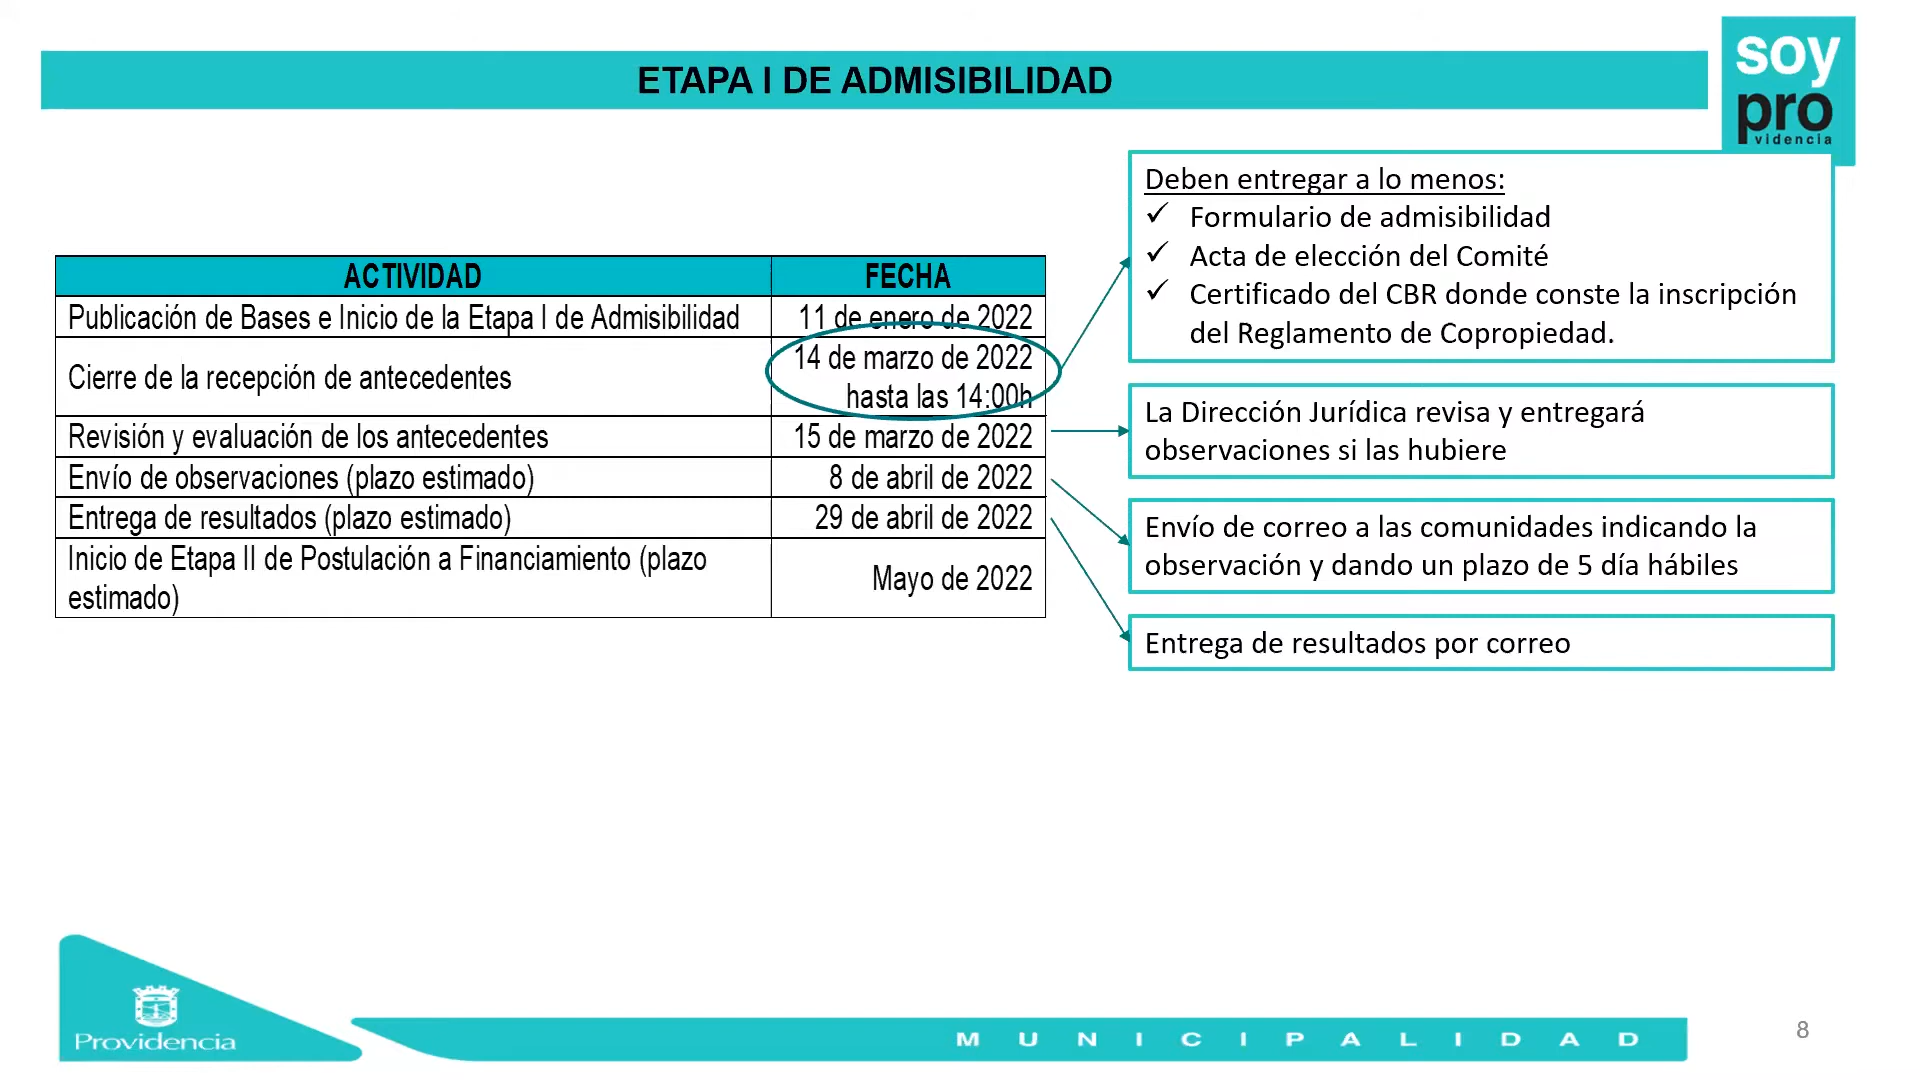 ETAPA I DE ADMISIBILIDAD
soy
pro
videncia
ACTIVIDAD FECHA
Publicación de Bases e Inicio de la Etapa I de Admisibilidad 11 de enero de 2022
Cierre de la recepción de antecedentes 14 de marzo de 2022
hasta las 14:00h
Revisión y evaluación de los antecedentes 15 de marzo de 2022
Envío de observaciones (plazo estimado) 8 de abril de 2022
Entrega de resultados (plazo estimado) 29 de abril de 2022
Inicio de Etapa II de Postulación a Financiamiento (plazo
estimado) Mayo de 2022
Deben entregar a lo menos:
✓ Formulario de admisibilidad
✓ Acta de elección del Comité
✓ Certificado del CBR donde conste la inscripción
del Reglamento de Copropiedad.
La Dirección Jurídica revisa y entregará
observaciones si las hubiere
Envío de correo a las comunidades indicando la
observación y dando un plazo de 5 día hábiles
Entrega de resultados por correo
Providencia
MUNICIPALIDAD
8